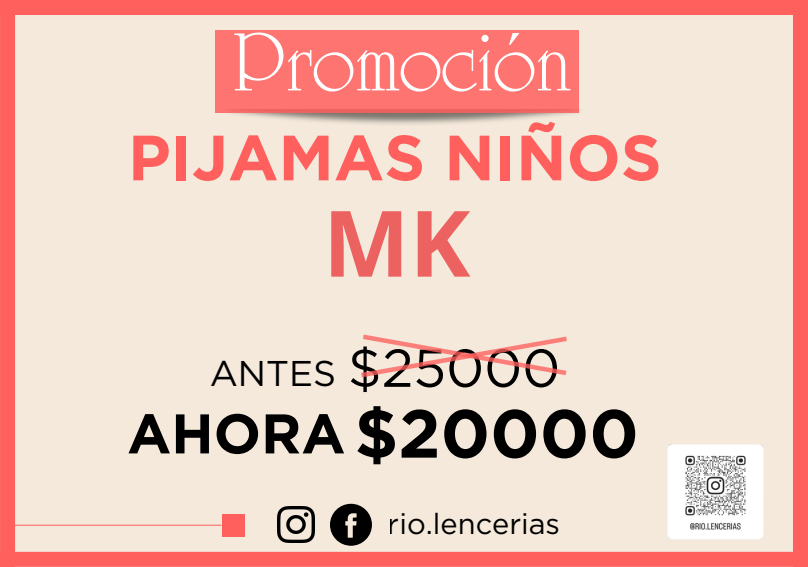 Promoción
PIJAMAS NIÑOS
MK
ANTES $25000
AHORA $20000
rio.lencerias
@RIO.LENCERIAS